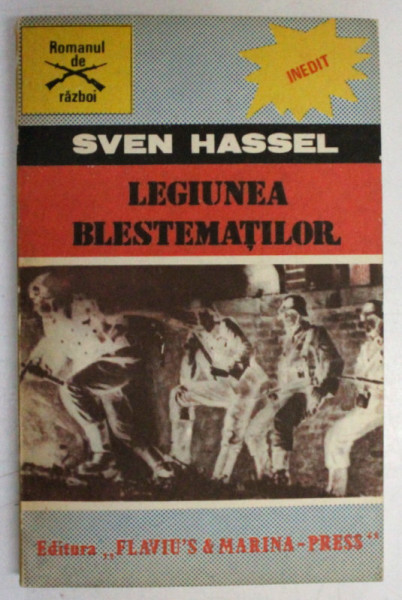 Romanul
de
război
INEDIT
SVEN HASSEL
LEGIUNEA
BLESTEMAȚILOR
Editura „FLAVIU'S & MARINA-PRESS"